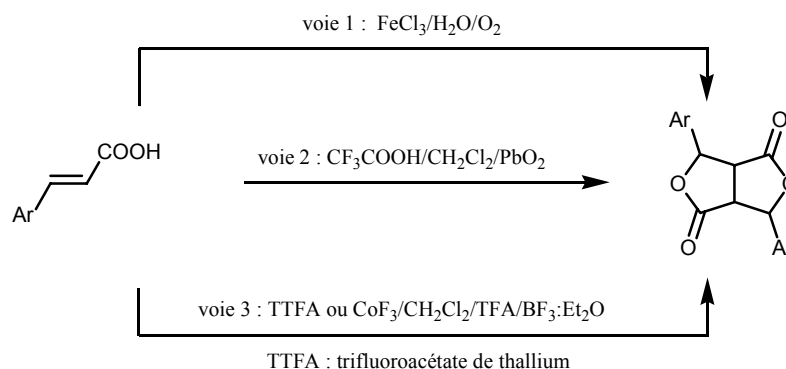 voie 1 : FeCl3/H2O/O2
Ar
O
COOH
voie 2 : CF3COOH/CH2Cl2/PbO2
O
O
Ar
O
A
voie 3 : TTFA ou CoF3/CH2Cl2/TFA/BF3:Et2O
TTFA : trifluoroacétate de thallium